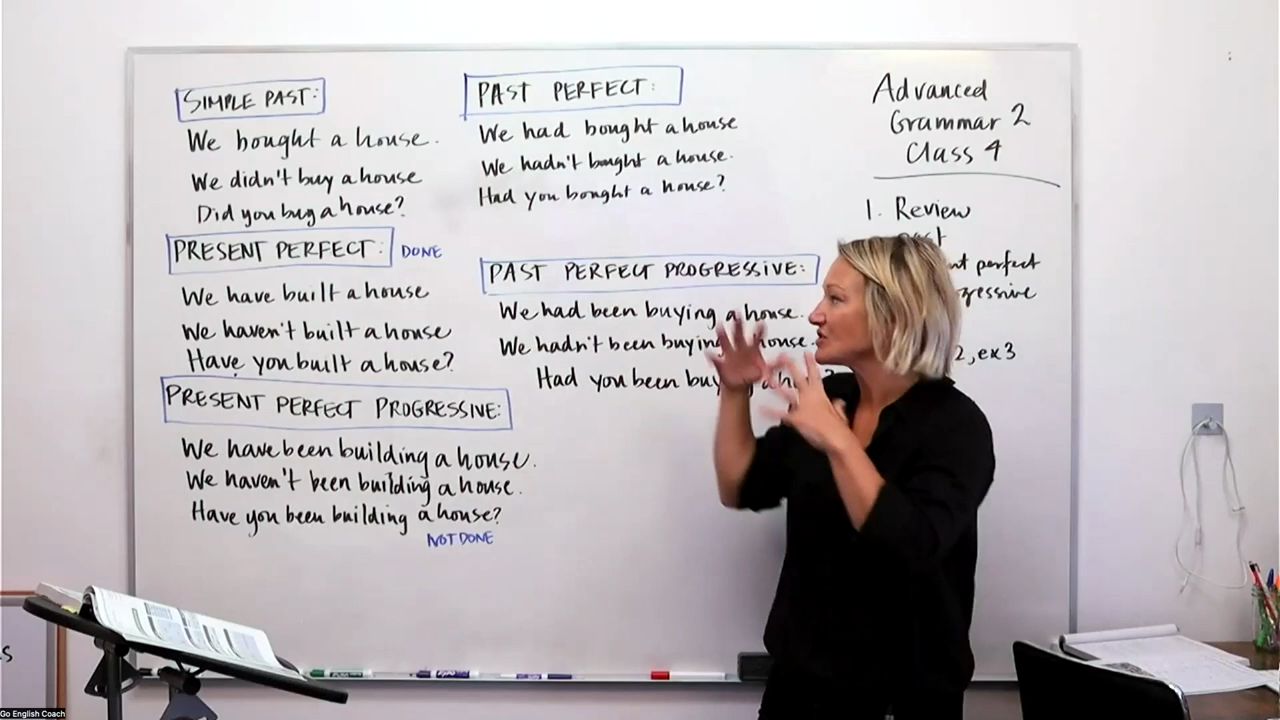 SIMPLE PAST:
We bought a house.
We didn't buy a house
Did you buy a house?
PRESENT PERFECT: DONE
We have built a house
We haven't built a house
Have you built a house?
PRESENT PERFECT PROGRESSIVE:
We have been building a house.
We haven't been building a house.
Have you been building a house?
NOT DONE
PAST PERFECT:
We had bought a house
We hadn't bought a house.
Had you bought a house?
PAST PERFECT PROGRESSIVE:
We had been buying a house.
We hadn't been buying house.
Had you been
Advanced
Grammar 2
Class 4
1. Review
perfect
2, ex3
Go English Coach